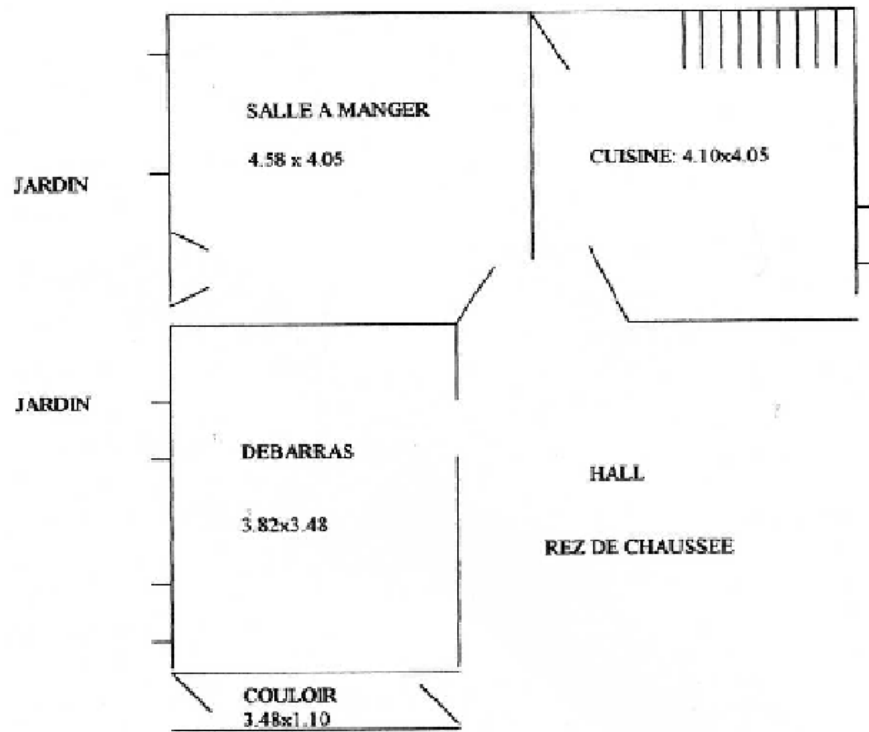 SALLE A MANGER
4.58 x 4.05
CUISINE: 4.10x4.05
JARDIN
JARDIN
DEBARRAS
3.82x3.48
HALL
REZ DE CHAUSSEE
COULOIR
3.48x1.10